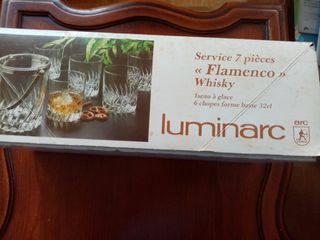 Service 7 pièces
« Flamenco »
Whisky
1 seau à glace
6 chopes forme basse 32cl
luminarc
arc